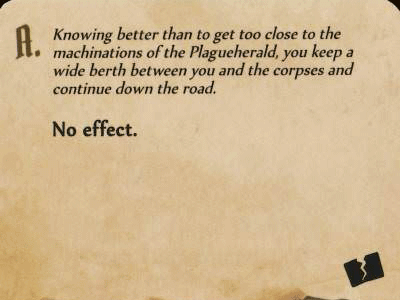 A. Knowing better than to get too close to the
machinations of the Plagueherald, you keep a
wide berth between you and the corpses and
continue down the road.
No effect.